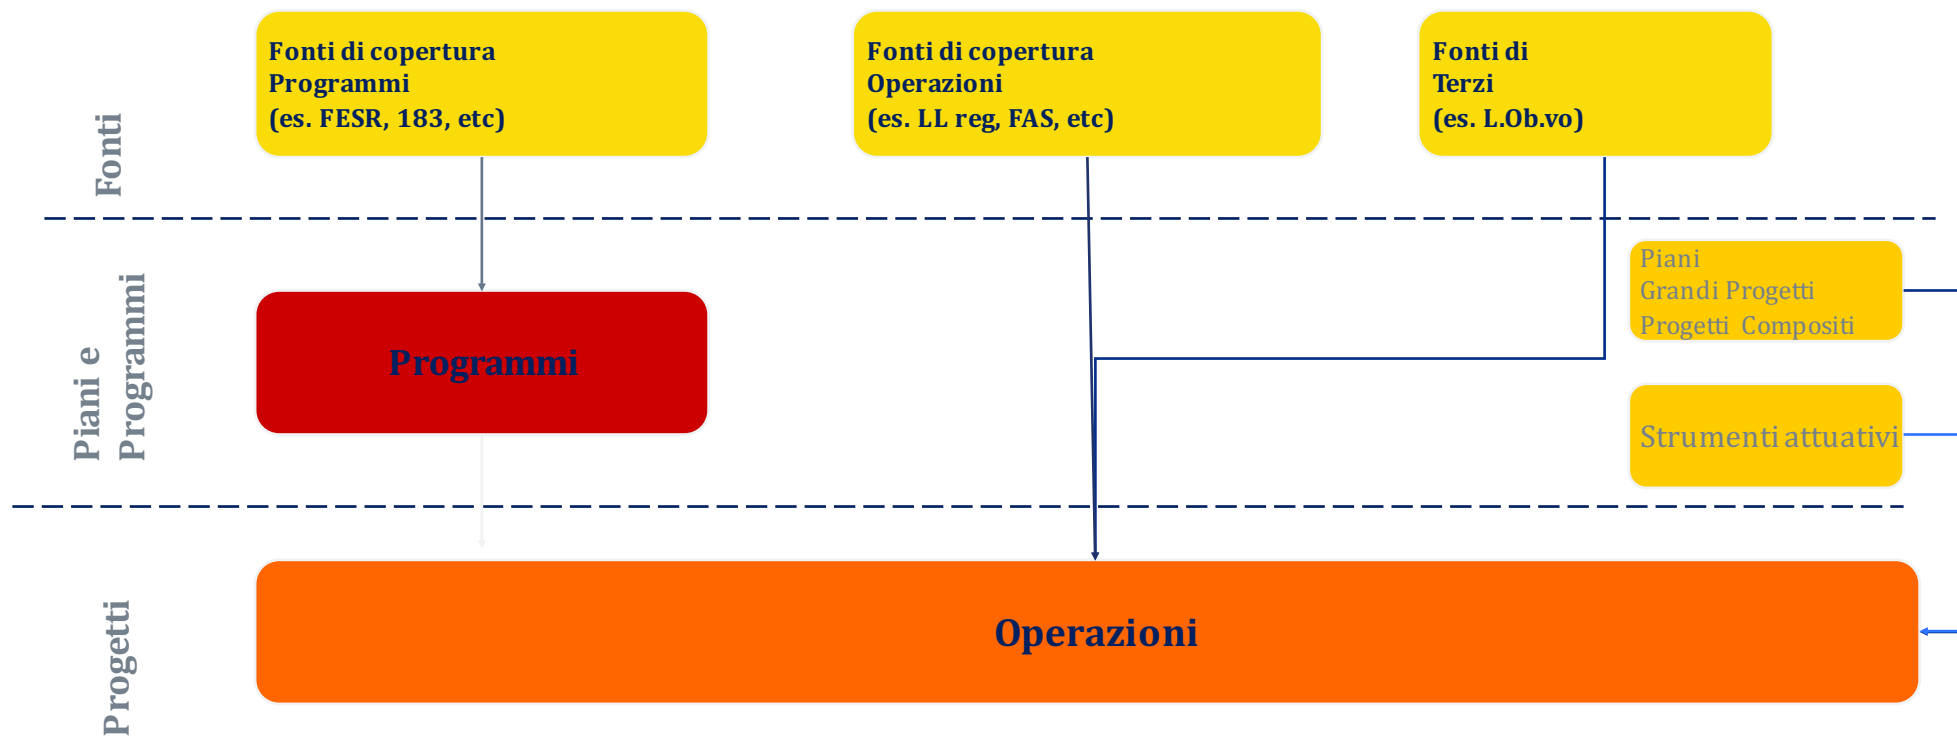 Fonti
Fonti di copertura
Programmi
(es. FESR, 183, etc)
Fonti di copertura
Operazioni
(es. LL reg, FAS, etc)
Fonti di
Terzi
(es. L.Ob.vo)
Piani e
Programmi
Programmi
Piani
Grandi Progetti
Progetti Compositi
Strumenti attuativi
Progetti
Operazioni